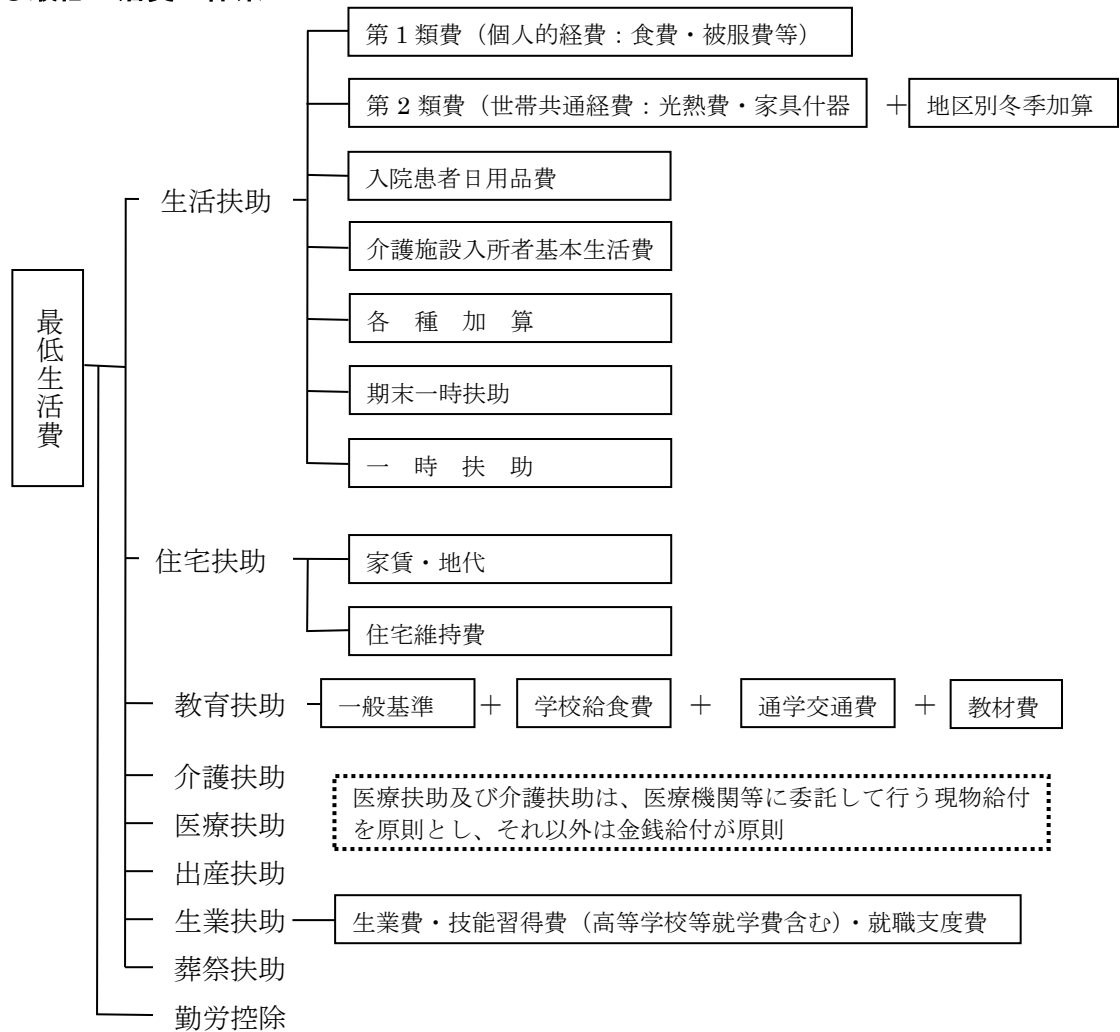 第1類費（個人的経費：食費・被服費等）
第2類費（世帯共通経費：光熱費・家具什器 ＋ 地区別冬季加算
入院患者日用品費
生活扶助
介護施設入所者基本生活費
各　種　加　算
最低生活費
期末一時扶助
一　時　扶　助
住宅扶助
家賃・地代
住宅維持費
教育扶助 一般基準 ＋ 学校給食費 ＋ 通学交通費 ＋ 教材費
介護扶助
医療扶助及び介護扶助は、医療機関等に委託して行う現物給付
を原則とし、それ以外は金銭給付が原則
医療扶助
出産扶助
生業扶助 生業費・技能習得費（高等学校等就学費含む）・就職支度費
葬祭扶助
勤労控除